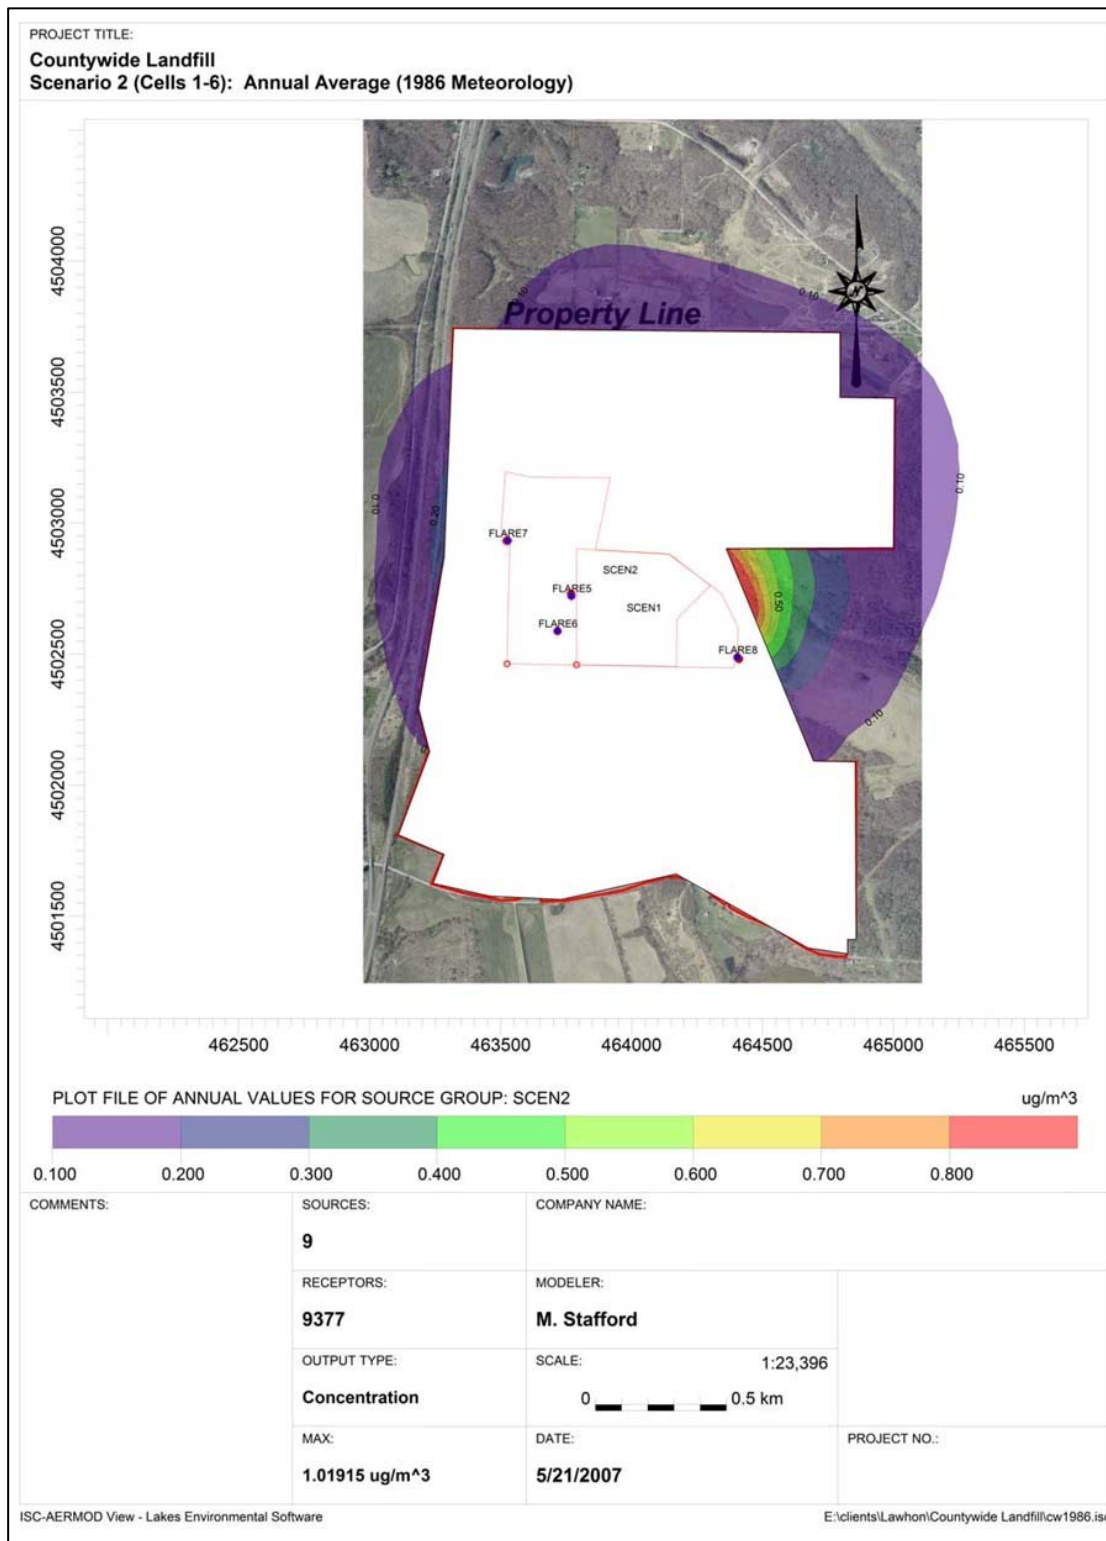 PROJECT TITLE:
Countywide Landfill
Scenario 2 (Cells 1-6): Annual Average (1986 Meteorology)
4504000
4503500
4503000
4502500
4502000
4501500
0.10
0.10
Property Line
N
0.10
0.20
0.10
FLARE7
SCEN2
FLARE5
SCEN1
0.50
FLARE6
FLARE8
0.10
462500 463000 463500 464000 464500 465000 465500
PLOT FILE OF ANNUAL VALUES FOR SOURCE GROUP: SCEN2 ug/m^3
0.100 0.200 0.300 0.400 0.500 0.600 0.700 0.800
COMMENTS:
SOURCES:
9
COMPANY NAME:
RECEPTORS:
9377
MODELER:
M. Stafford
OUTPUT TYPE:
Concentration
SCALE: 1:23,396
0 0.5 km
MAX:
1.01915 ug/m^3
DATE:
5/21/2007
PROJECT NO.:
ISC-AERMOD View - Lakes Environmental Software
E:\clients\Lawhon\Countywide Landfill\cw1986.isc